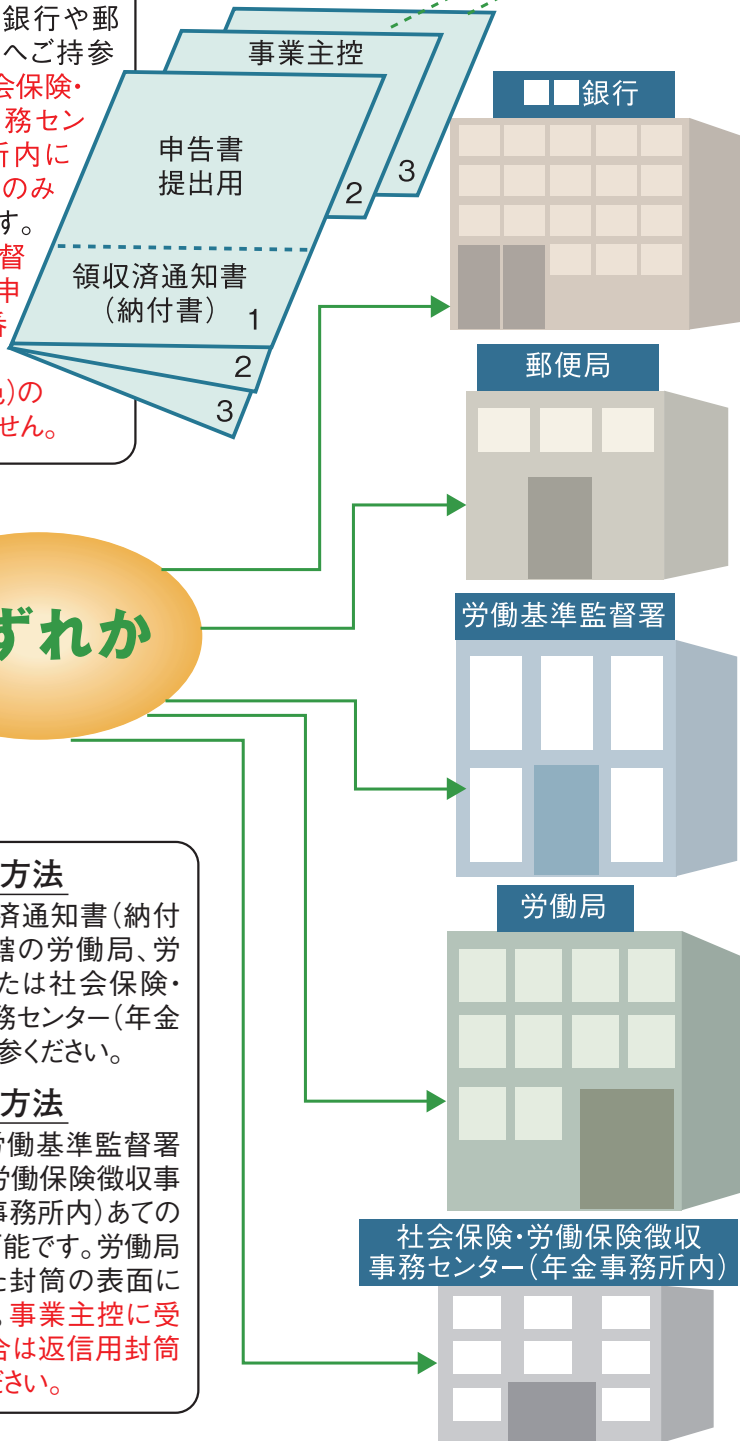 銀行や郵
へご持参
会保険・
務セン
所内に
のみ
す。
督
申
の
せん。
事業主控
申告書
提出用
領収済通知書
（納付書）
1
2
3
2
3
□□銀行
郵便局
ずれか
労働基準監督署
労働局
社会保険・労働保険徴収
事務センター（年金事務所内）
方法
済通知書（納付
轄の労働局、労
たは社会保険・
務センター（年金
参ください。
方法
労働基準監督署
労働保険徴収事
事務所内）あての
可能です。労働局
た封筒の表面に
。事業主控に受
合は返信用封筒
ださい。